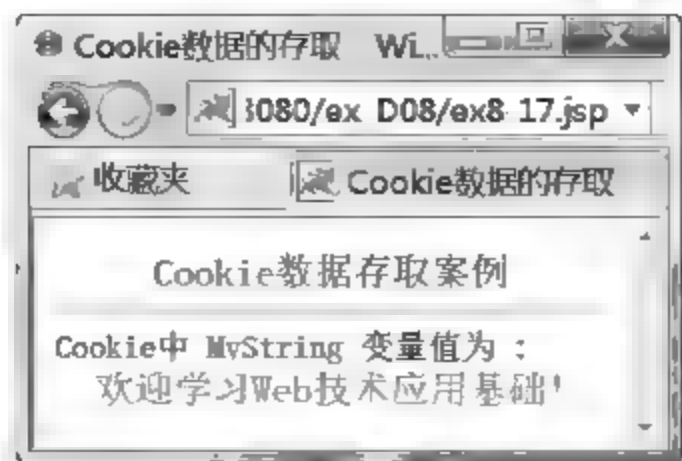 Cookie数据的存取 Wi...
:8080/ex D08/ex8 17.jsp
收藏夹 Cookie数据的存取
Cookie数据存取案例
Cookie中 MyString 变量值为 :
欢迎学习Web技术应用基础!